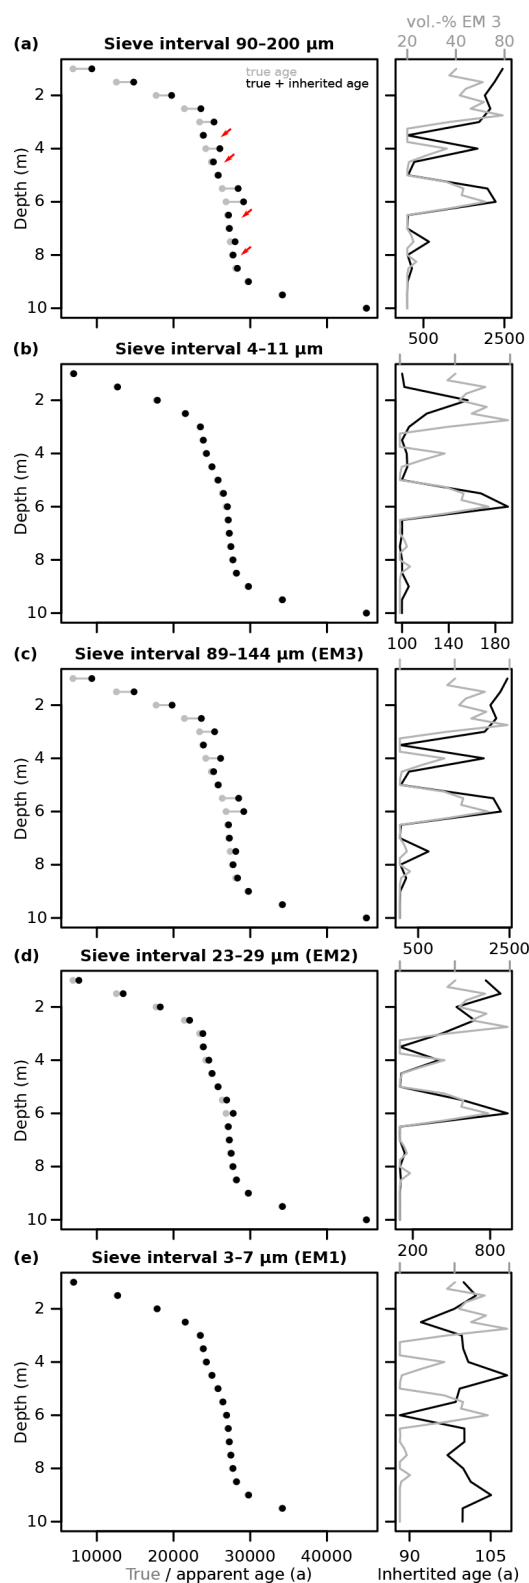 vol.-% EM 3
(a) Sieve interval 90–200 μm 20 40 80
true age
true + inherited age
Depth (m)
2
4
6
8
10
10000 20000 30000 40000 500 2500
(b) Sieve interval 4–11 μm
Depth (m)
2
4
6
8
10
100 140 180
(c) Sieve interval 89–144 μm (EM3)
Depth (m)
2
4
6
8
10
500 2500
(d) Sieve interval 23–29 μm (EM2)
Depth (m)
2
4
6
8
10
200 800
(e) Sieve interval 3–7 μm (EM1)
Depth (m)
2
4
6
8
10
10000 20000 30000 40000 90 105
True / apparent age (a) Inhertited age (a)